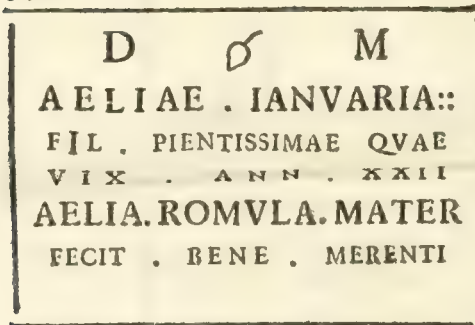 D M
AELIAE . IANVARIA::
FIL . PIENTISSIMAE QVAE
VIX . ANN . XXII
AELIA.ROMVLA.MATER
FECIT . BENE . MERENTI